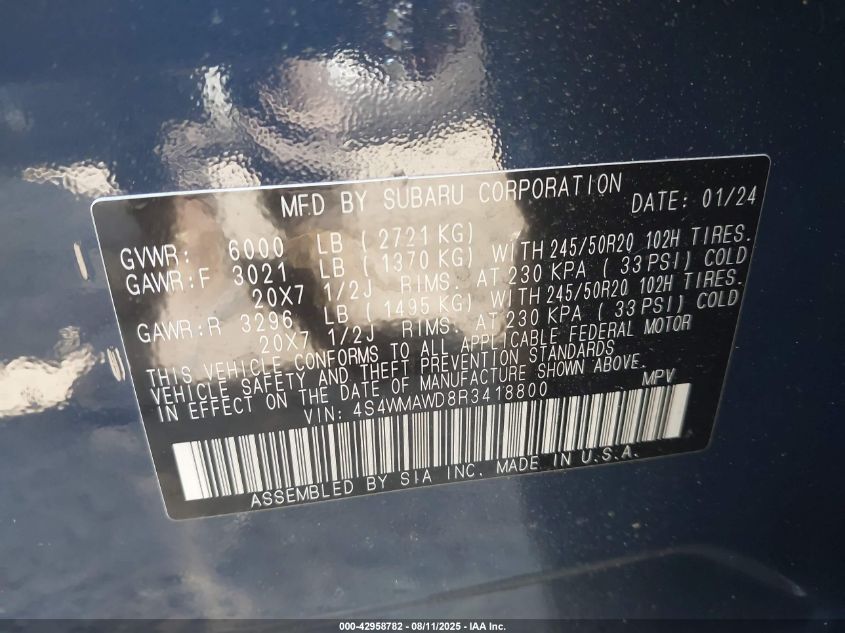 MFD BY SUBARU CORPORATION DATE: 01/24
GVWR: 6000 LB ( 2721 KG)
GAWR:F 3021 LB ( 1370 KG) WITH 245/50R20 102H TIRES.
20X7 1/2J RIMS. AT 230 KPA ( 33 PSI) COLD
GAWR:R 3296 LB ( 1495 KG) WITH 245/50R20 102H TIRES.
20X7 1/2J RIMS. AT 230 KPA ( 33 PSI) COLD
THIS VEHICLE CONFORMS TO ALL APPLICABLE FEDERAL MOTOR
VEHICLE SAFETY AND THEFT PREVENTION STANDARDS
IN EFFECT ON THE DATE OF MANUFACTURE SHOWN ABOVE.
VIN: 4S4WMAWD8R3418800 MPV
ASSEMBLED BY SIA INC. MADE IN U.S.A.
000-42958782 - 08/11/2025 - IAA Inc.